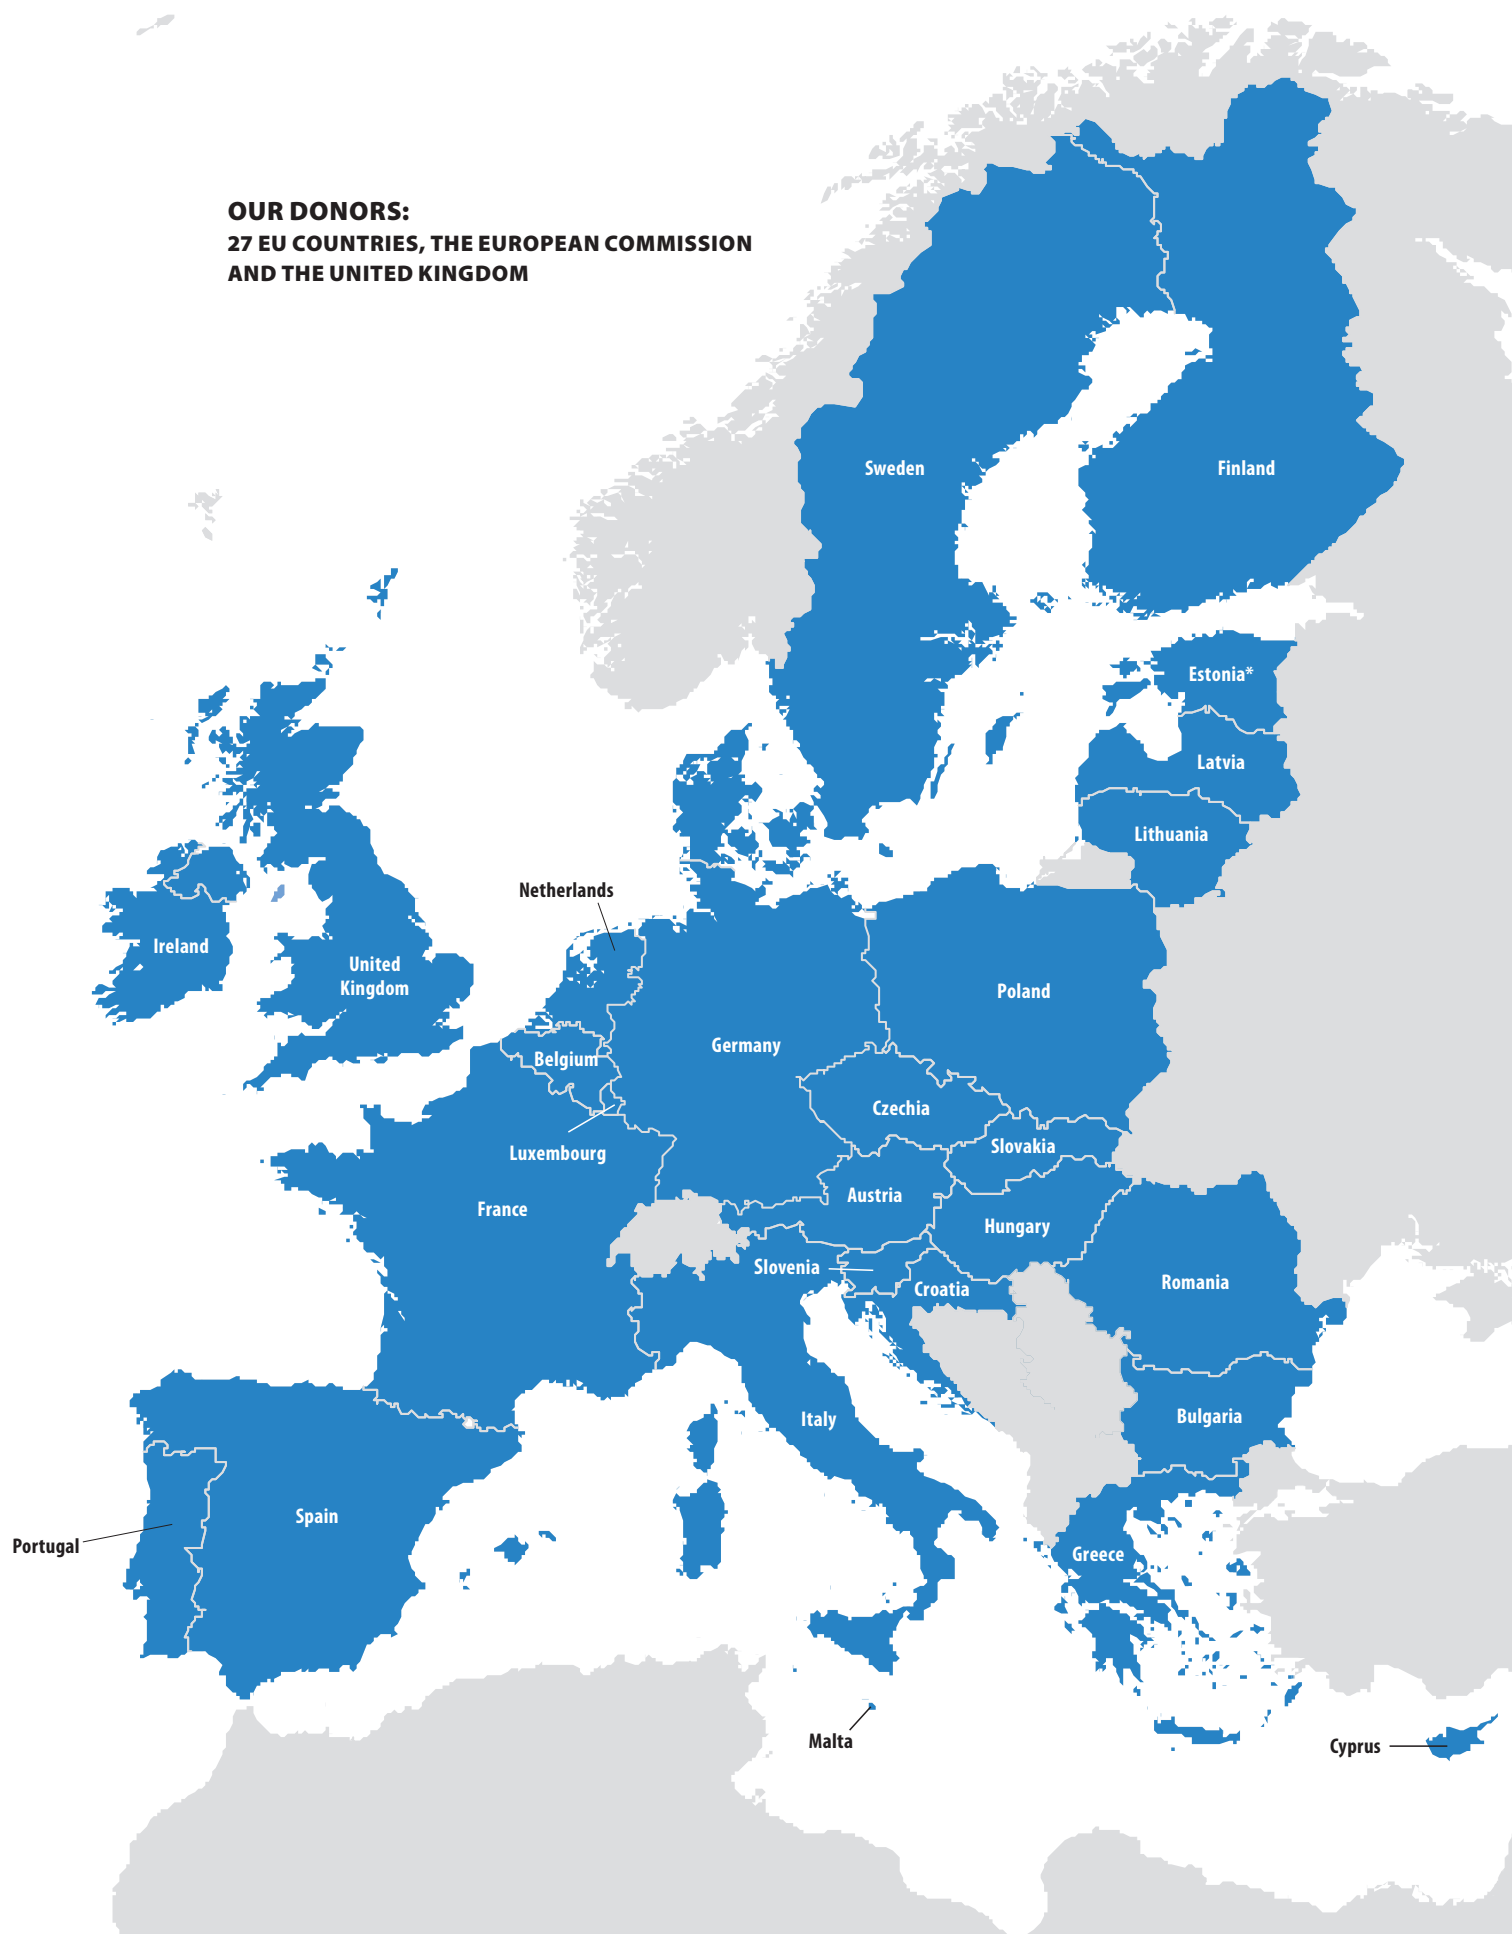 OUR DONORS:
27 EU COUNTRIES, THE EUROPEAN COMMISSION
AND THE UNITED KINGDOM
Sweden
Finland
Estonia*
Latvia
Lithuania
Netherlands
Ireland
United
Kingdom
Poland
Germany
Belgium
Czechia
Slovakia
Luxembourg
Austria
France
Hungary
Slovenia
Croatia
Romania
Italy
Bulgaria
Spain
Portugal
Greece
Malta
Cyprus